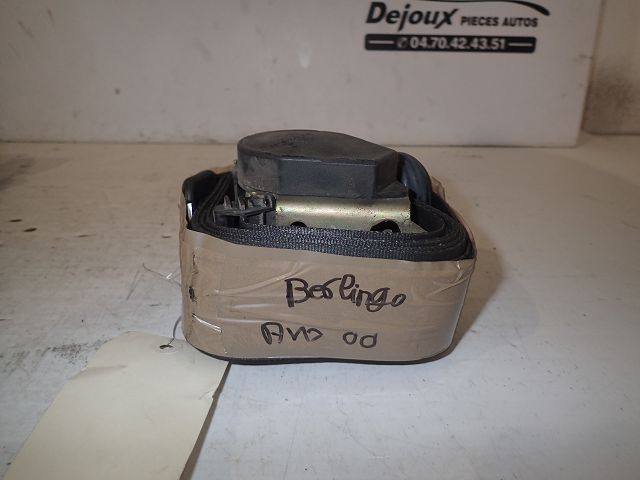 Dejoux PIECES AUTOS
04.70.42.43.51
Berlingo
AVD 00